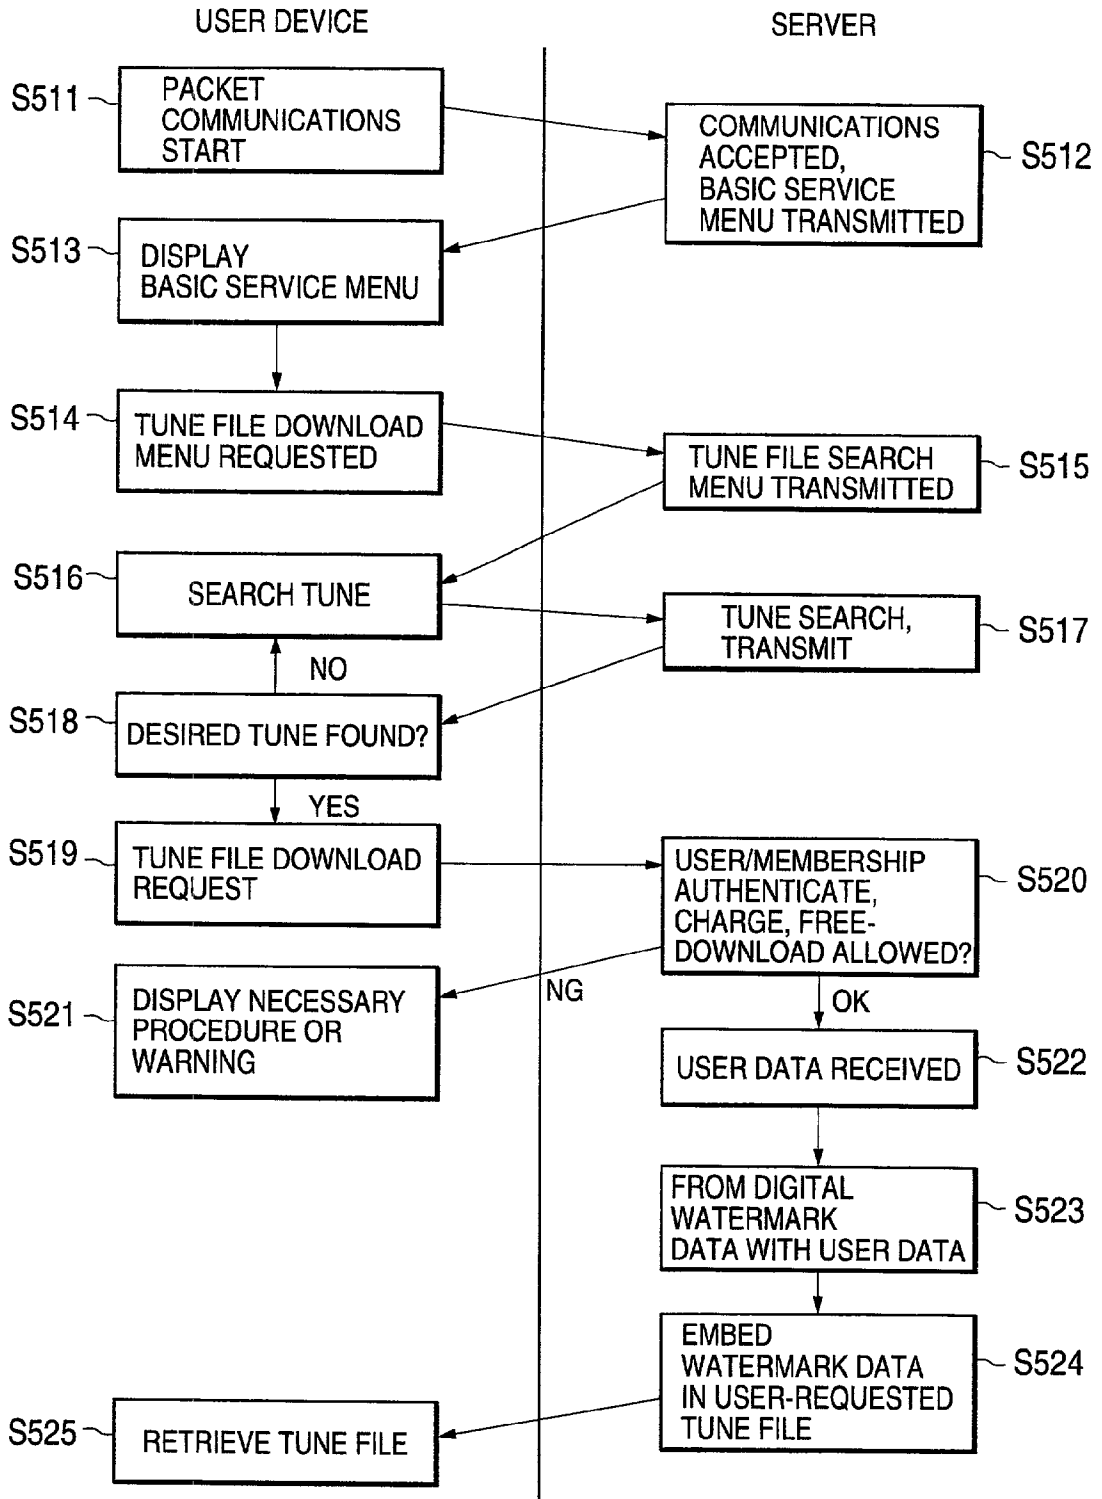 USER DEVICE
SERVER
S511
PACKET
COMMUNICATIONS
START
COMMUNICATIONS
ACCEPTED,
BASIC SERVICE
MENU TRANSMITTED
S512
S513
DISPLAY
BASIC SERVICE MENU
S514
TUNE FILE DOWNLOAD
MENU REQUESTED
TUNE FILE SEARCH
MENU TRANSMITTED
S515
S516
SEARCH TUNE
TUNE SEARCH,
TRANSMIT
S517
NO
S518
DESIRED TUNE FOUND?
YES
S519
TUNE FILE DOWNLOAD
REQUEST
USER/MEMBERSHIP
AUTHENTICATE,
CHARGE, FREE-
DOWNLOAD ALLOWED?
S520
NG
OK
S521
DISPLAY NECESSARY
PROCEDURE OR
WARNING
USER DATA RECEIVED
S522
FROM DIGITAL
WATERMARK
DATA WITH USER DATA
S523
EMBED
WATERMARK DATA
IN USER-REQUESTED
TUNE FILE
S524
S525
RETRIEVE TUNE FILE